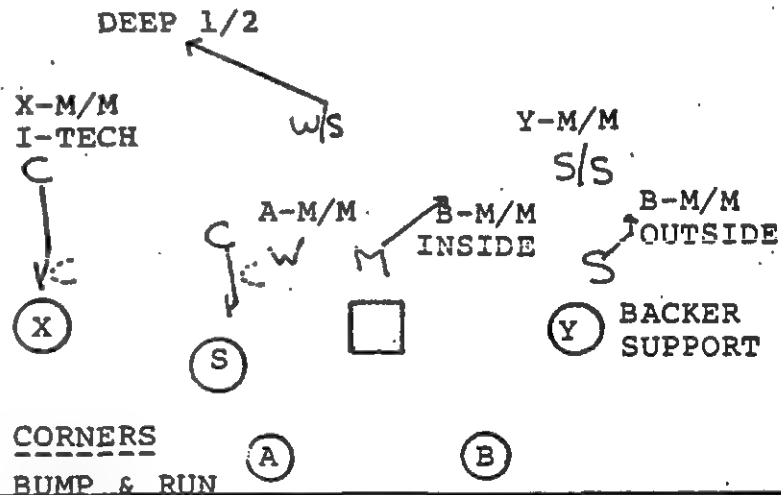 DEEP 1/2
X-M/M
I-TECH
C
W/S
Y-M/M
S/S
C
A-M/M
W
M
B-M/M
INSIDE
B-M/M
OUTSIDE
S
X
S
Y
BACKER
SUPPORT
CORNERS
A
B
BUMP & RUN